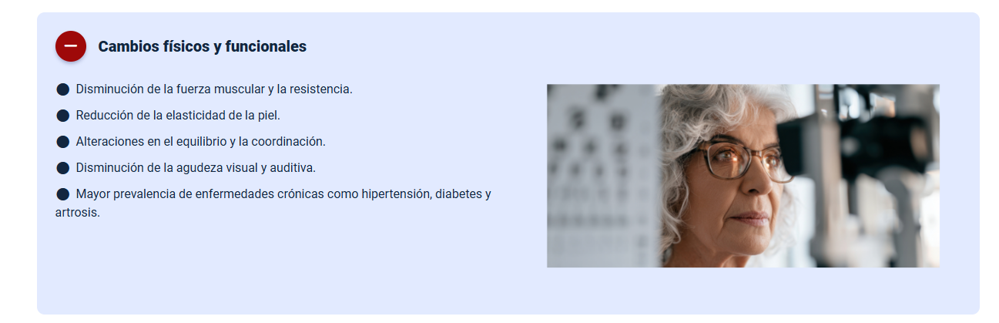 Cambios físicos y funcionales
● Disminución de la fuerza muscular y la resistencia.
● Reducción de la elasticidad de la piel.
● Alteraciones en el equilibrio y la coordinación.
● Disminución de la agudeza visual y auditiva.
● Mayor prevalencia de enfermedades crónicas como hipertensión, diabetes y
artrosis.